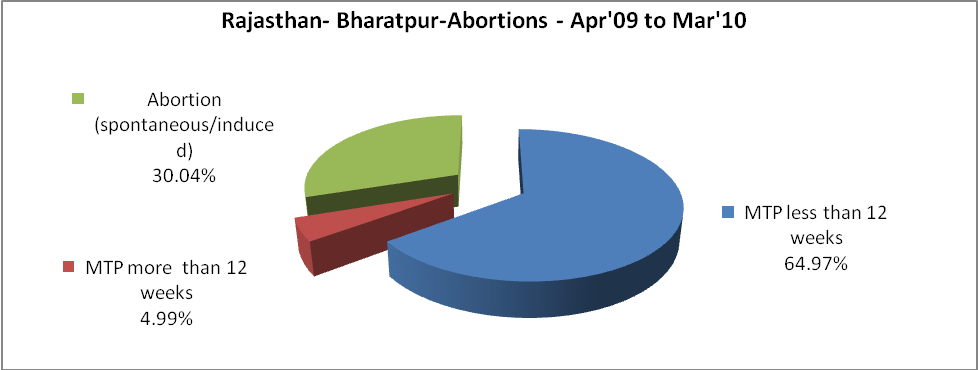 Rajasthan- Bharatpur-Abortions - Apr'09 to Mar'10
Abortion
(spontaneous/induce
d)
30.04%
MTP less than 12
weeks
64.97%
MTP more  than 12
weeks
4.99%